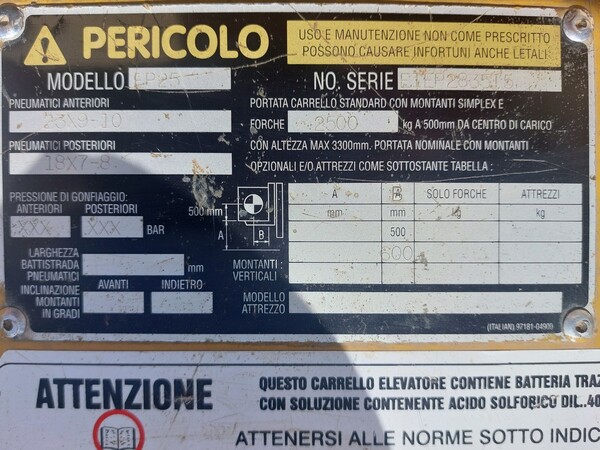 PERICOLO
USO E MANUTENZIONE NON COME PRESCRITTO
POSSONO CAUSARE INFORTUNI ANCHE LETALI
MODELLO EP25 NO. SERIE
PNEUMATICI ANTERIORI
23X9-10
PNEUMATICI POSTERIORI
18X7-8
PORTATA CARRELLO STANDARD CON MONTANTI SIMPLEX E
FORCHE 2500 kg A 500mm DA CENTRO DI CARICO
CON ALTEZZA MAX 3300mm. PORTATA NOMINALE CON MONTANTI
OPZIONALI E/O ATTREZZI COME SOTTOSTANTE TABELLA:
PRESSIONE DI GONFIAGGIO:
ANTERIORI POSTERIORI
XXX XXX BAR
LARGHEZZA
BATTISTRADA
PNEUMATICI mm
INCLINAZIONE
MONTANTI
IN GRADI
AVANTI INDIETRO
500 mm
A
B
A A SOLO FORCHE ATTREZZI
mm mm kg kg
500
600
MONTANTI
VERTICALI
MODELLO
ATTREZZO
(ITALIAN) 97181-04909
ATTENZIONE
QUESTO CARRELLO ELEVATORE CONTIENE BATTERIA TRAZ
CON SOLUZIONE CONTENENTE ACIDO SOLFORICO DIL..40
ATTENERSI ALLE NORME SOTTO INDIC